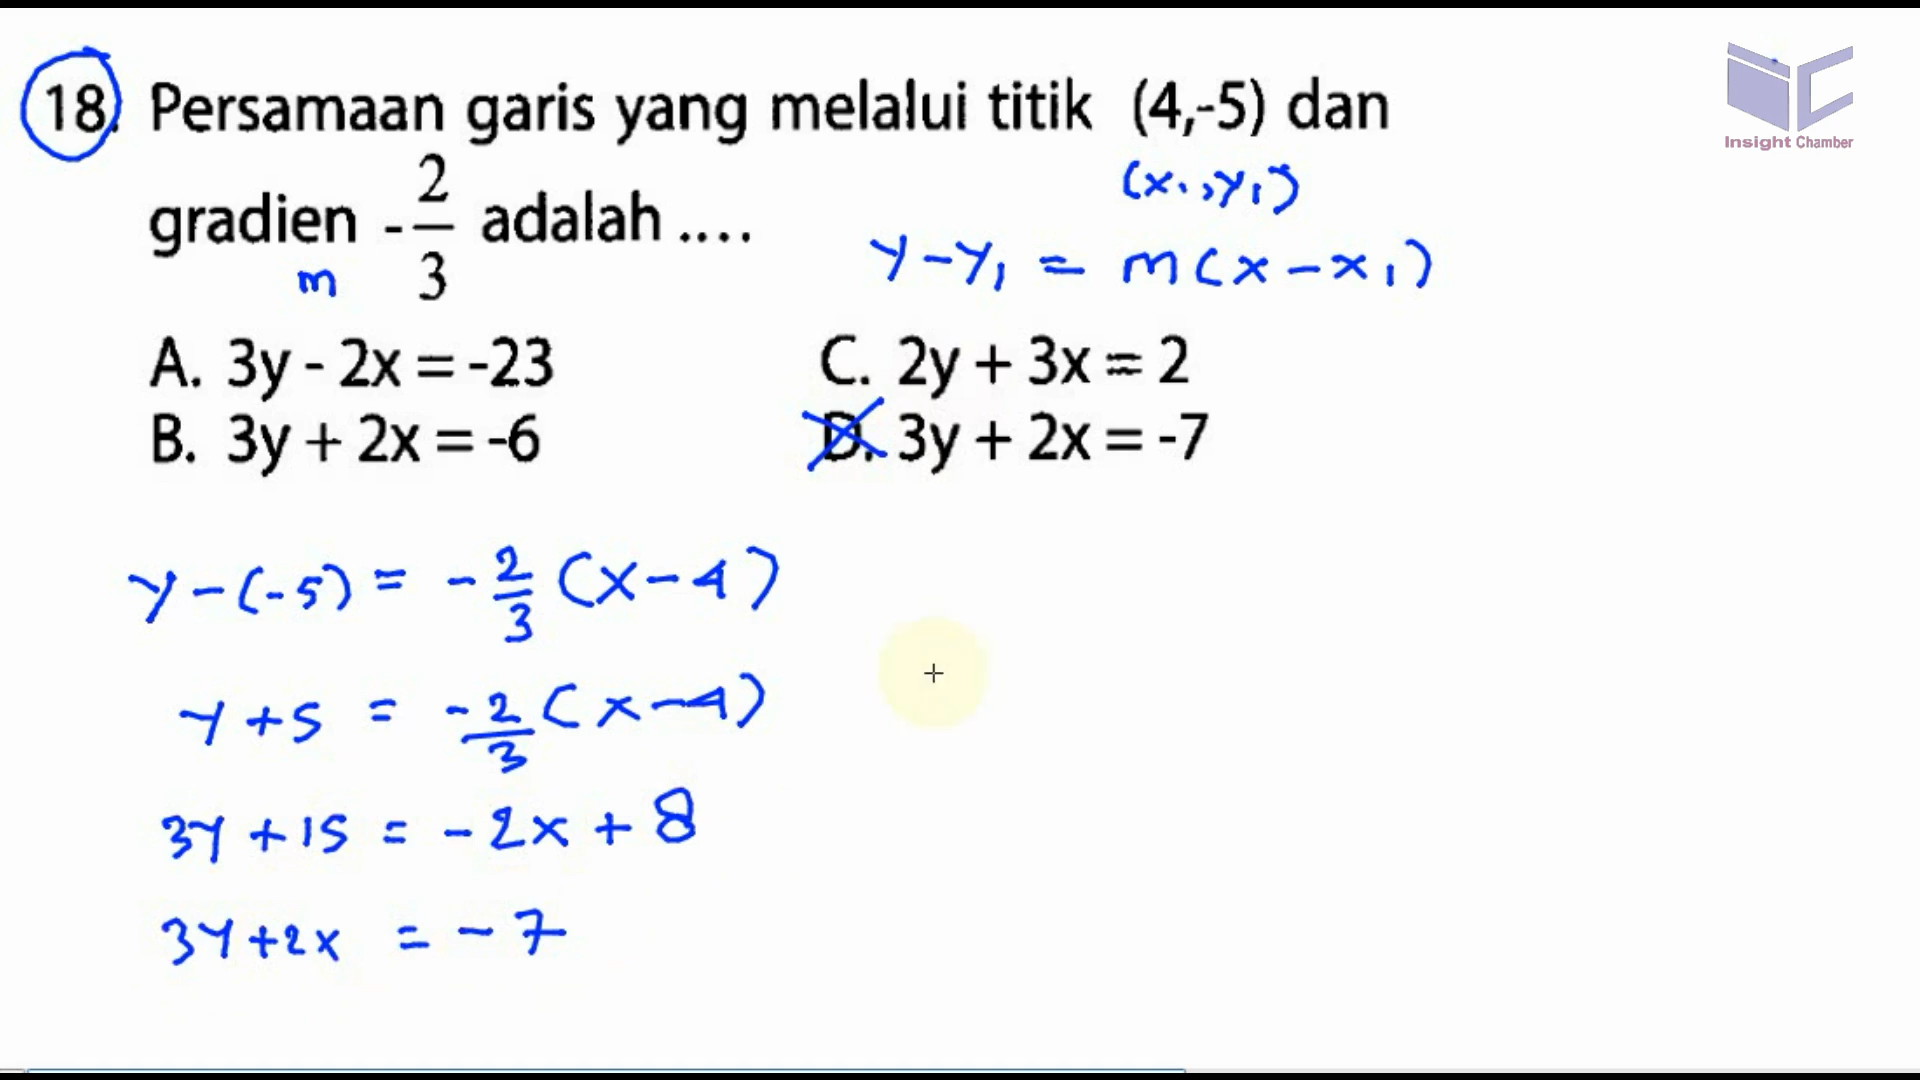 Insight Chamber
18. Persamaan garis yang melalui titik (4,-5) dan
(x₁,y₁)
gradien -2/3 adalah ....
m
y-y₁ = m(x-x₁)
A. 3y - 2x = -23
C. 2y + 3x = 2
B. 3y + 2x = -6
D. 3y + 2x = -7
y-(-5) = -2/3 (x-4)
y+5 = -2/3 (x-4)
3y+15 = -2x+8
3y+2x = -7